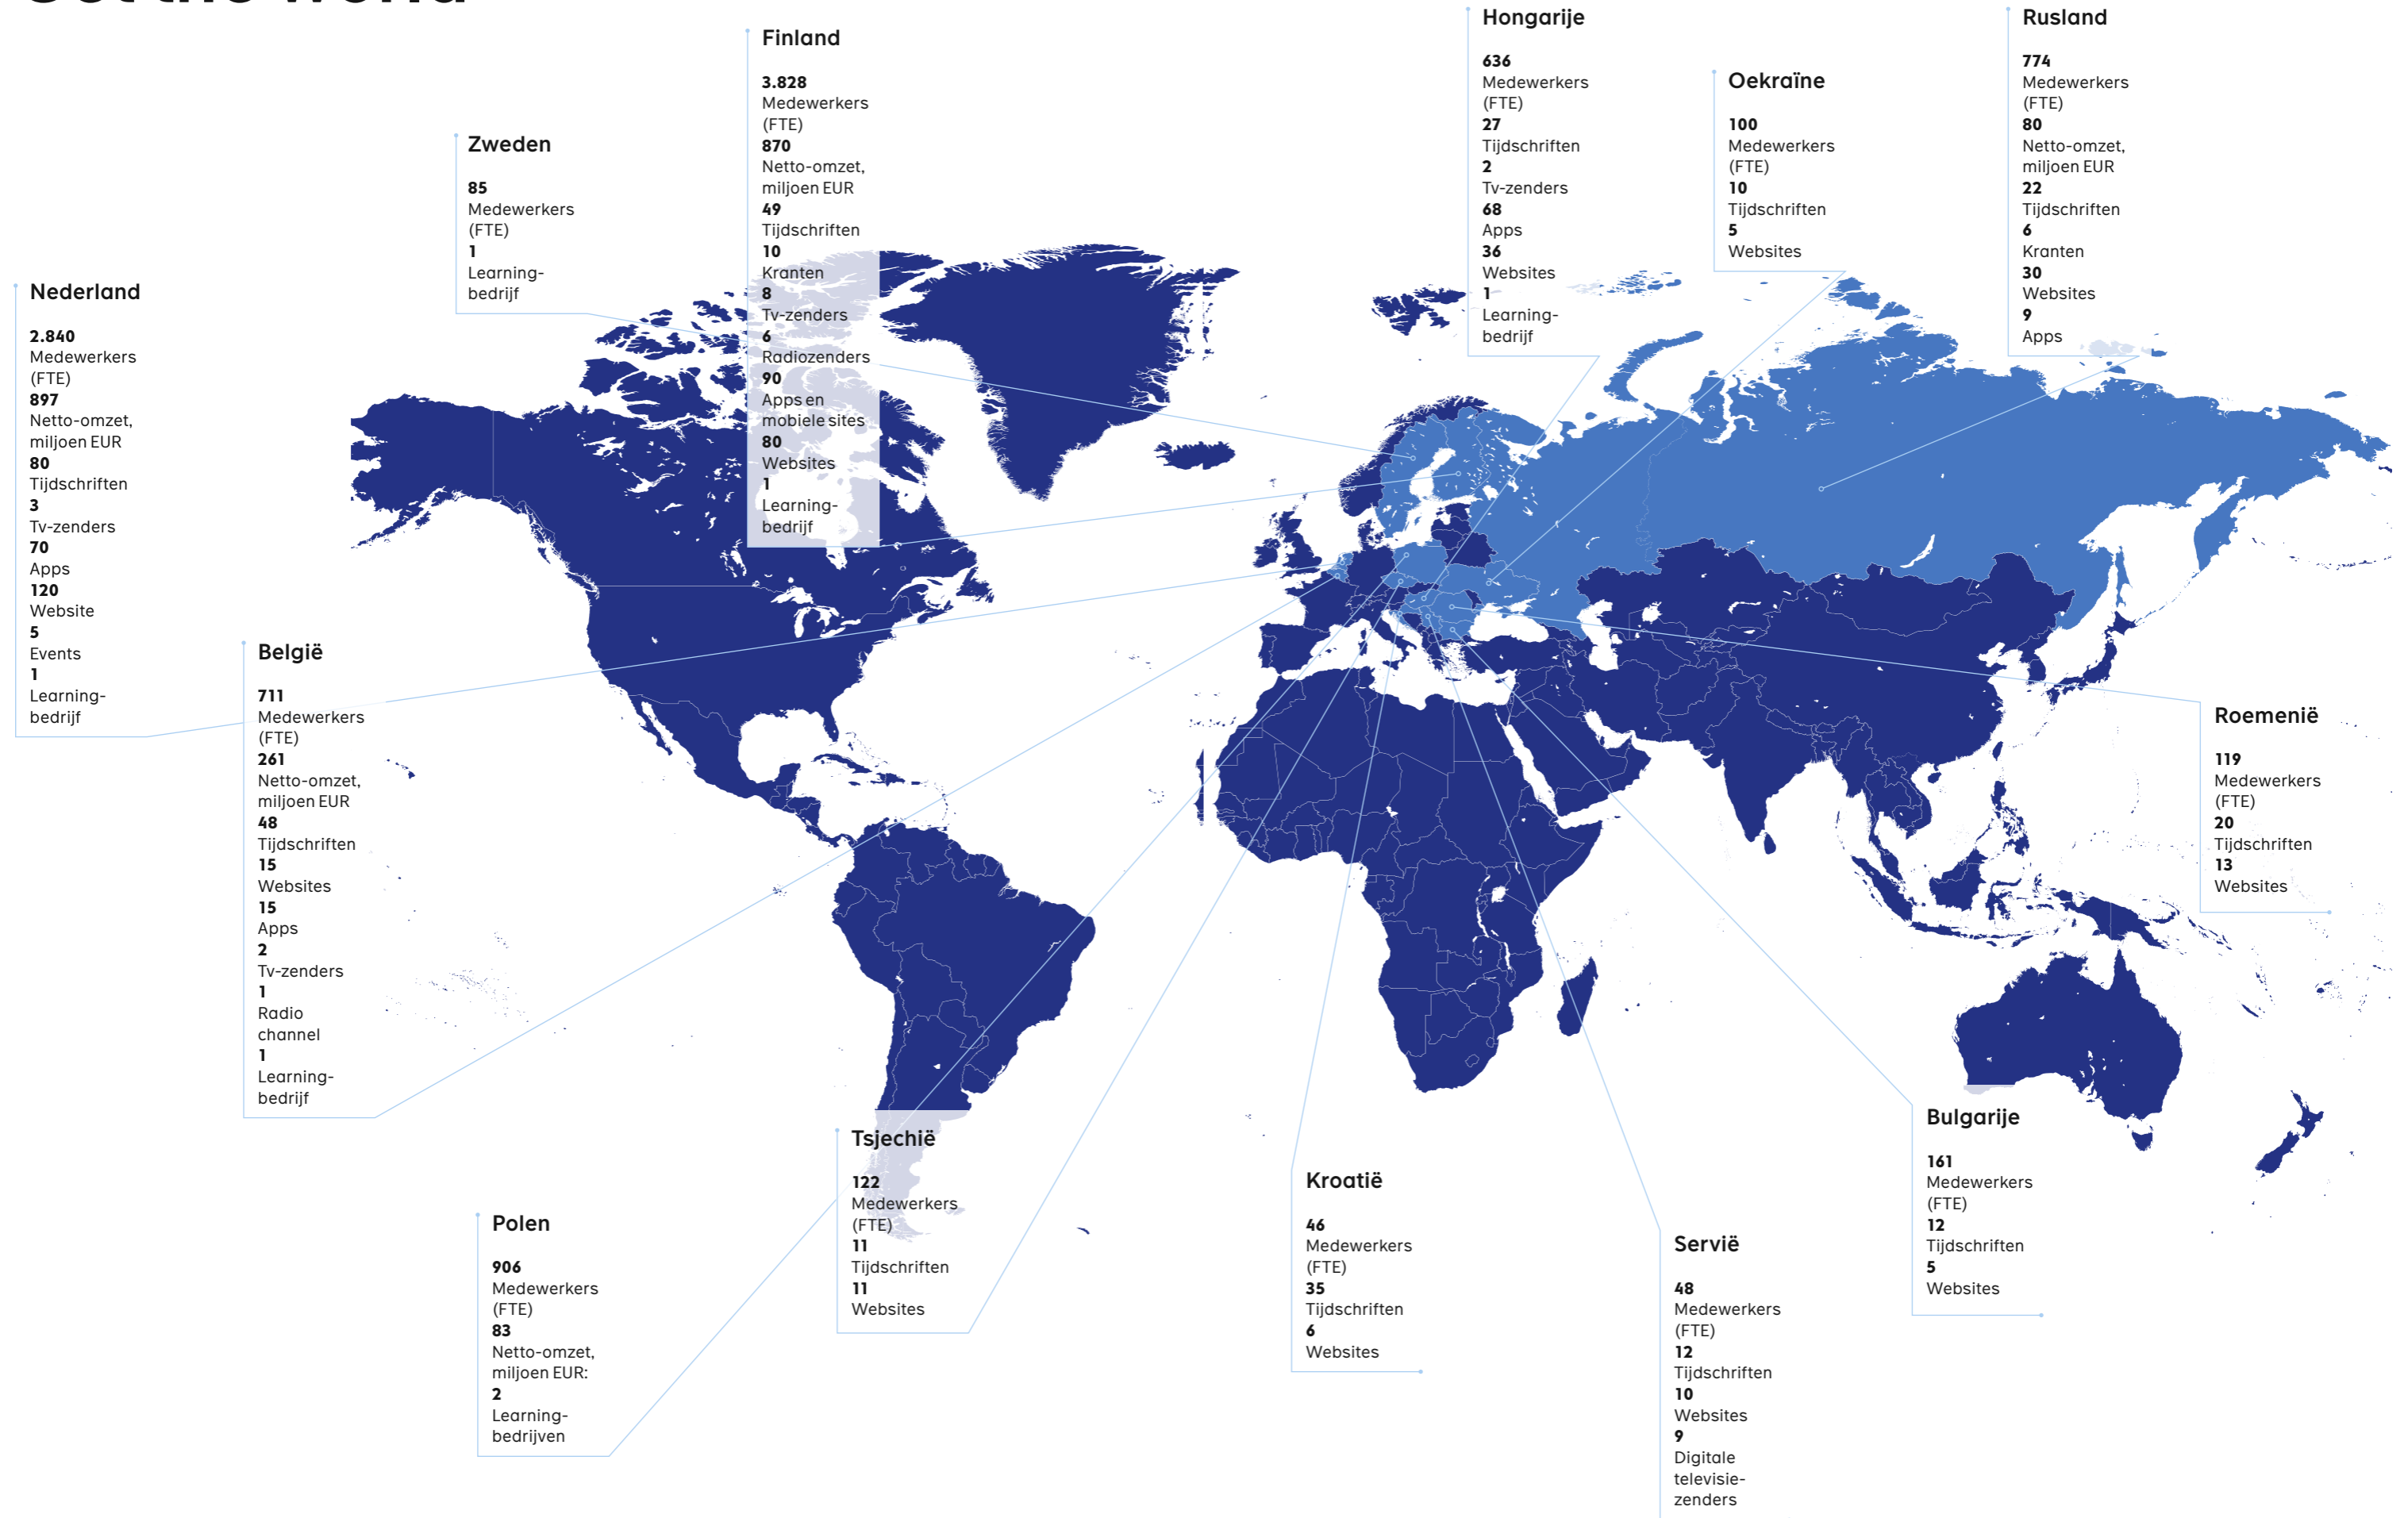 Finland
3.828
Medewerkers
(FTE)
870
Netto-omzet,
miljoen EUR
49
Tijdschriften
10
Kranten
8
Tv-zenders
6
Radiozenders
90
Apps en
mobiele sites
80
Websites
1
Learning-
bedrijf
Hongarije
636
Medewerkers
(FTE)
27
Tijdschriften
2
Tv-zenders
68
Apps
36
Websites
1
Learning-
bedrijf
Oekraïne
100
Medewerkers
(FTE)
10
Tijdschriften
5
Websites
Rusland
774
Medewerkers
(FTE)
80
Netto-omzet,
miljoen EUR
22
Tijdschriften
6
Kranten
30
Websites
9
Apps
Zweden
85
Medewerkers
(FTE)
1
Learning-
bedrijf
Nederland
2.840
Medewerkers
(FTE)
897
Netto-omzet,
miljoen EUR
80
Tijdschriften
3
Tv-zenders
70
Apps
120
Website
5
Events
1
Learning-
bedrijf
België
711
Medewerkers
(FTE)
261
Netto-omzet,
miljoen EUR
48
Tijdschriften
15
Websites
15
Apps
2
Tv-zenders
1
Radio
channel
1
Learning-
bedrijf
Roemenië
119
Medewerkers
(FTE)
20
Tijdschriften
13
Websites
Polen
906
Medewerkers
(FTE)
83
Netto-omzet,
miljoen EUR:
2
Learning-
bedrijven
Tsjechië
122
Medewerkers
(FTE)
11
Tijdschriften
11
Websites
Kroatië
46
Medewerkers
(FTE)
35
Tijdschriften
6
Websites
Servië
48
Medewerkers
(FTE)
12
Tijdschriften
10
Websites
9
Digitale
televisie-
zenders
Bulgarije
161
Medewerkers
(FTE)
12
Tijdschriften
5
Websites